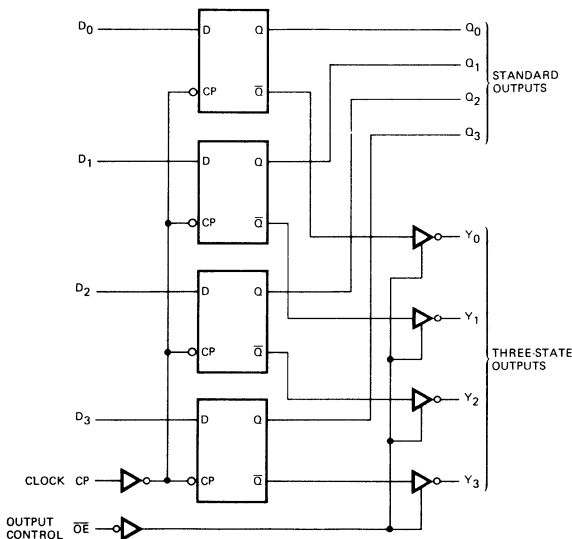 D0 D Q Q0
Q1
STANDARD
OUTPUTS
CP Q̅ Q2
Q3
D1 D Q
CP Q̅ Y0
D2 D Q
Y1
THREE-STATE
OUTPUTS
CP Q̅
Y2
D3 D Q
CLOCK CP CP Q̅ Y3
OUTPUT
CONTROL O̅E̅